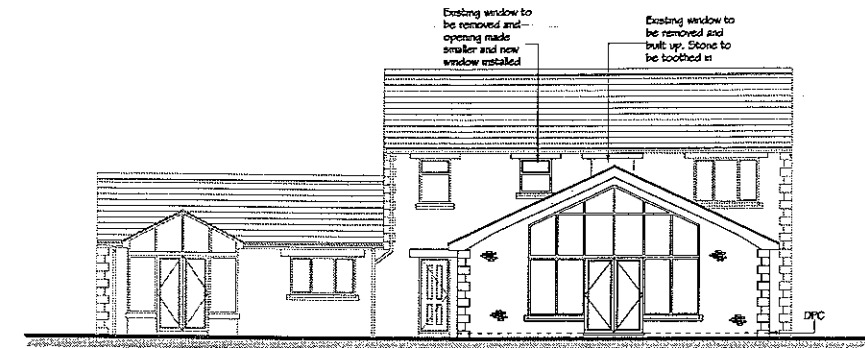 Existing window to
be removed and
opening made
smaller and new
window installed
Existing window to
be removed and
built up. Stone to
be toothed in
DPC